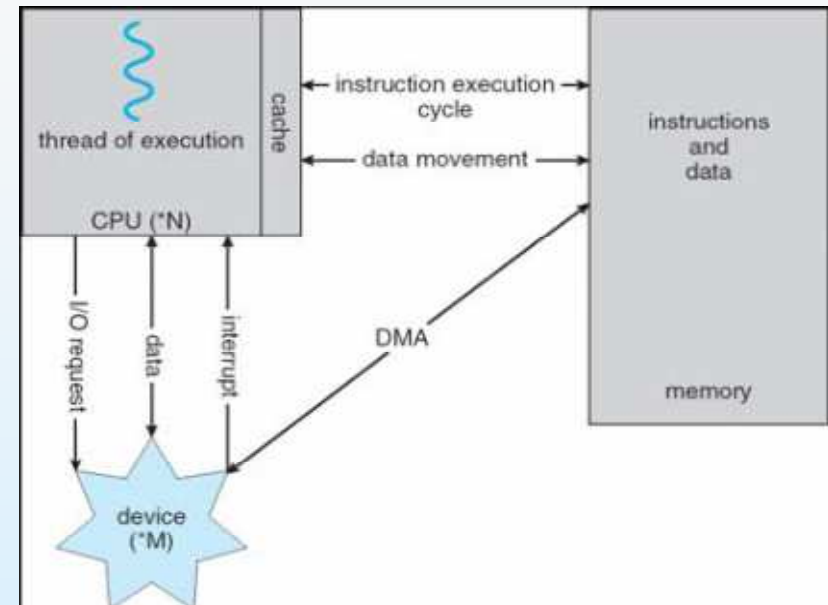 thread of execution
cache
CPU (*N)
instruction execution
cycle
data movement
instructions
and
data
memory
I/O request
data
interrupt
DMA
device
(*M)